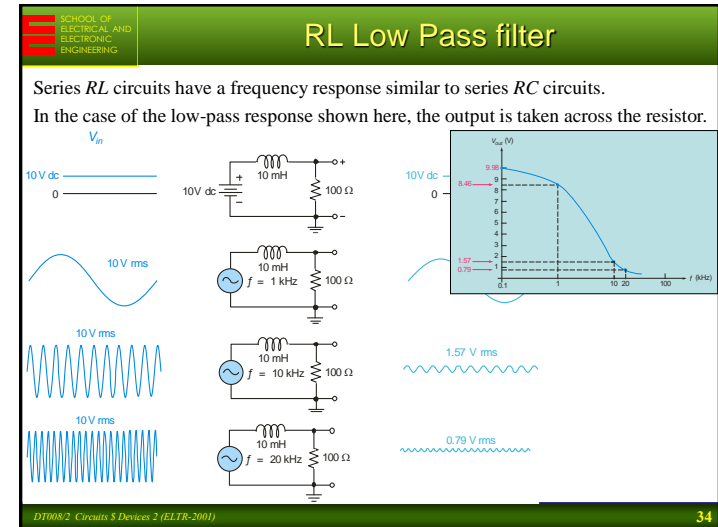 SCHOOL OF
ELECTRICAL AND
ELECTRONIC
ENGINEERING
RL Low Pass filter
Series RL circuits have a frequency response similar to series RC circuits.
In the case of the low-pass response shown here, the output is taken across the resistor.
Vin
10 V dc
0
10 mH
10V dc
+
−
100 Ω
+
−
10V dc
0
Vout (V)
9.98
9
8.46
8
7
6
5
4
3
2
1.57
1
0.79
0.1
1
10
20
100
f (kHz)
10 V rms
10 mH
f = 1 kHz
100 Ω
10 V rms
10 mH
f = 10 kHz
100 Ω
1.57 V rms
10 V rms
10 mH
f = 20 kHz
100 Ω
0.79 V rms
DT008/2 Circuits $ Devices 2 (ELTR-2001)
34